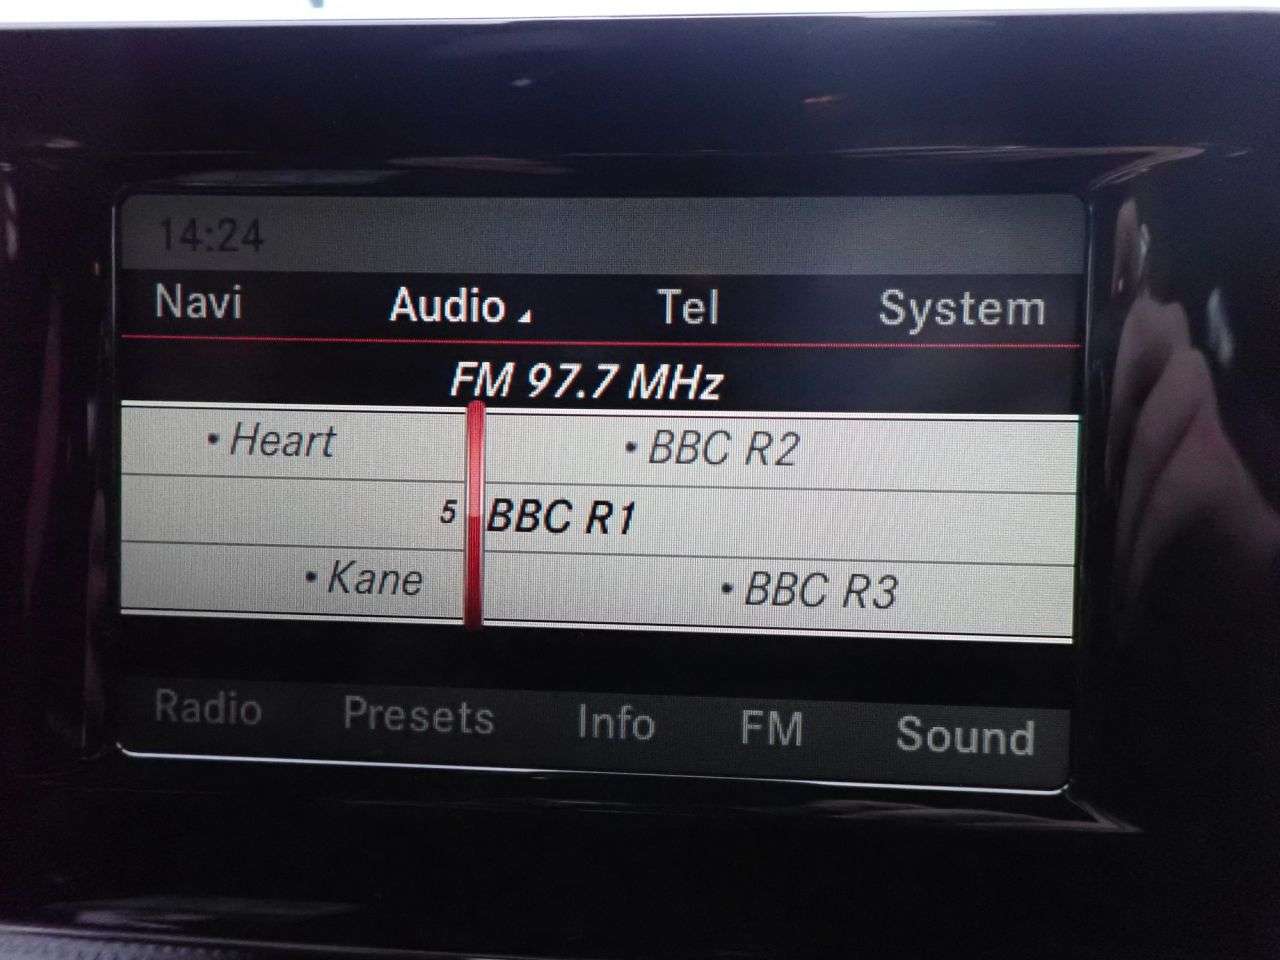 14:24
Navi Audio Tel System
FM 97.7 MHz
• Heart • BBC R2
5 BBC R1
• Kane • BBC R3
Radio Presets Info FM Sound